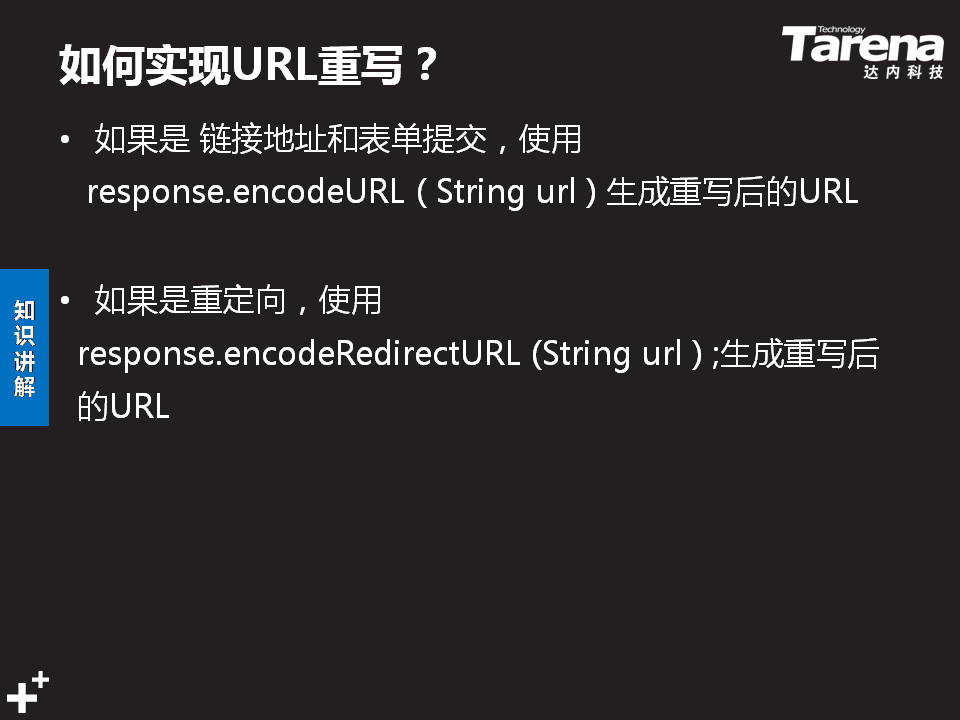 如何实现URL重写？
Technology
Tarena
达内科技
• 如果是 链接地址和表单提交，使用
response.encodeURL（String url）生成重写后的URL
• 如果是重定向，使用
response.encodeRedirectURL (String url）;生成重写后
的URL
知
识
讲
解